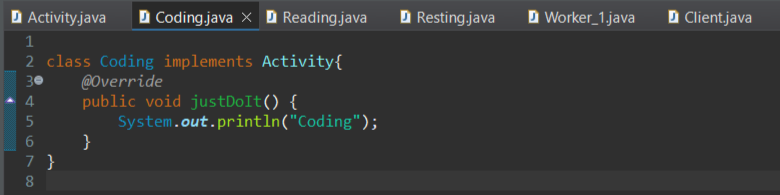 Activity.java Coding.java Reading.java Resting.java Worker_1.java Client.java
1
2 class Coding implements Activity{
3 @Override
4 public void justDoIt() {
5 System.out.println("Coding");
6 }
7 }
8